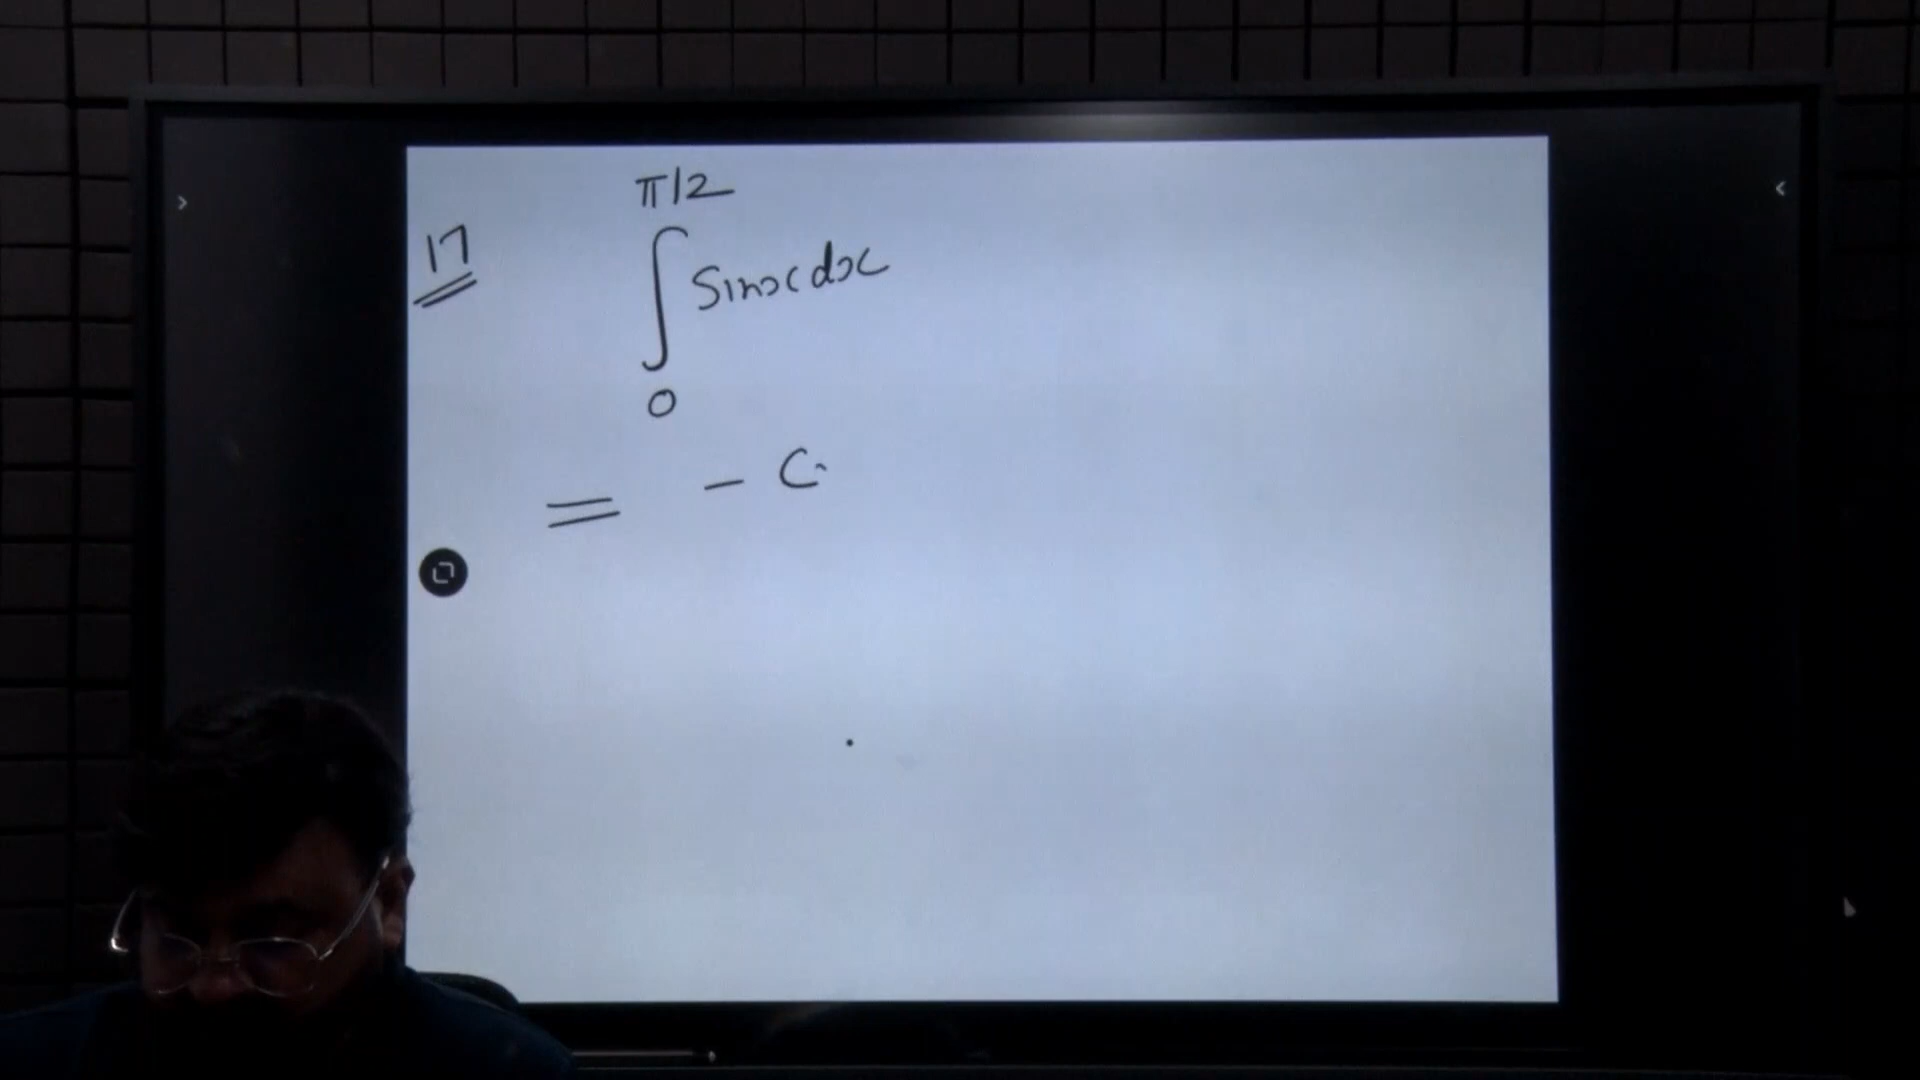 17
π/2
∫ Sinx dx
0
= - C